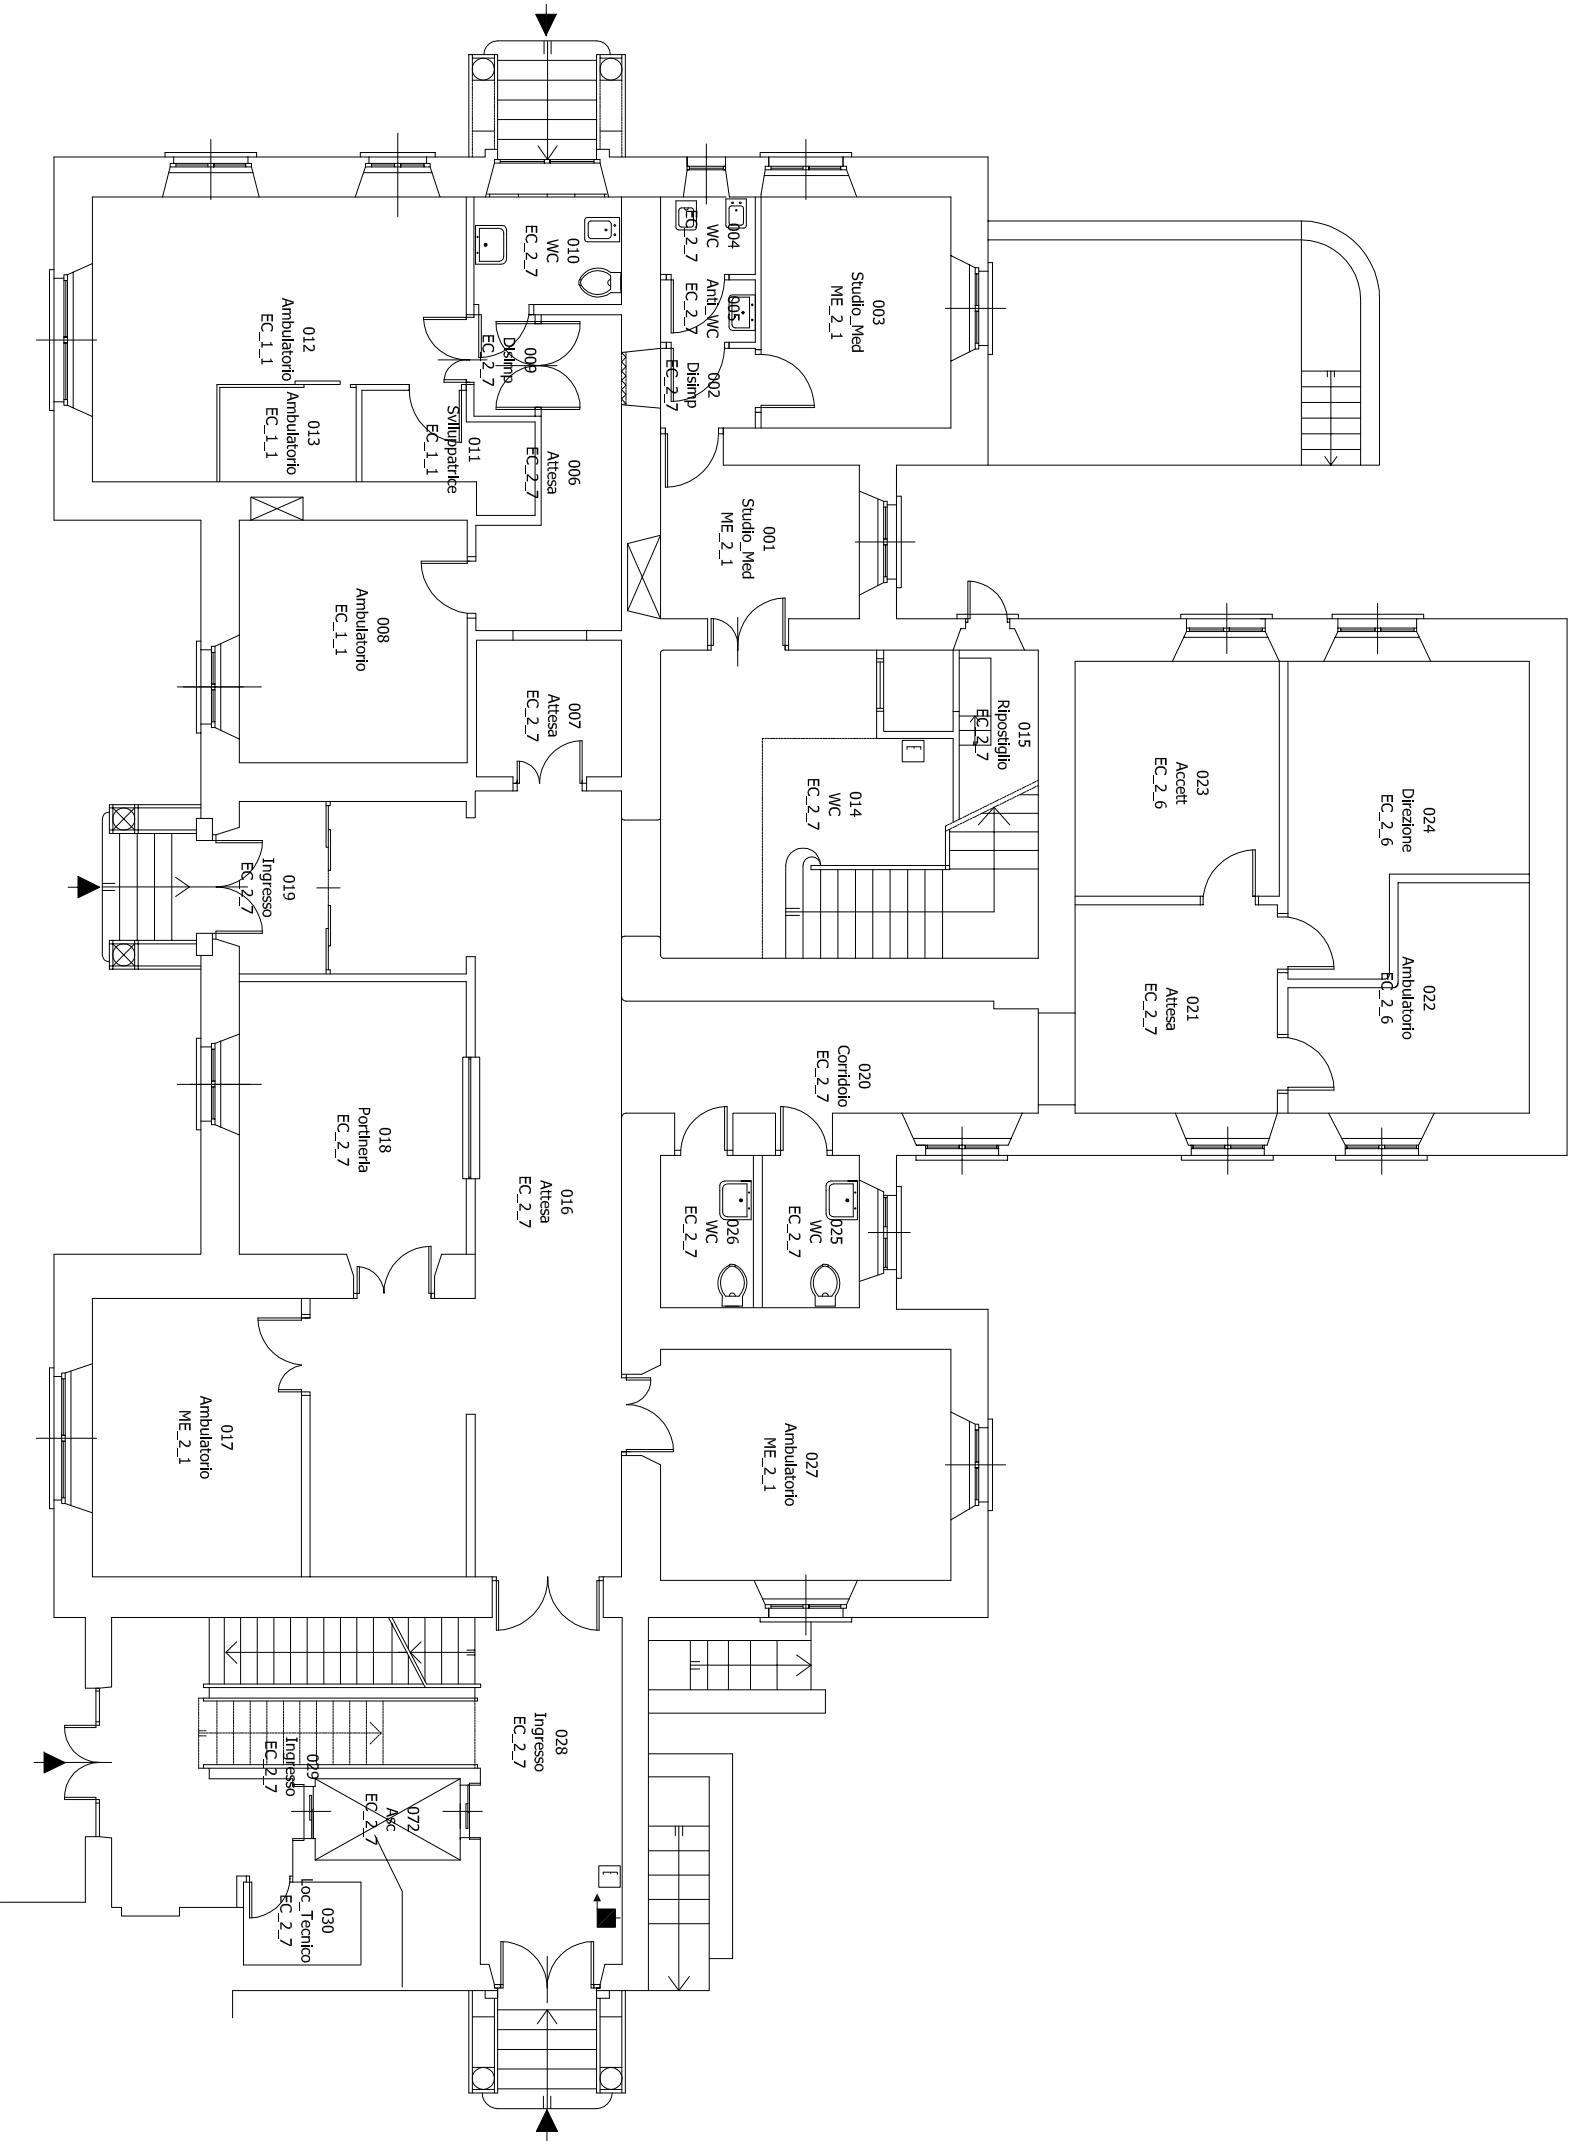 004
WC
EC_2_7
005
Anti_WC
EC_2_7
003
Studio_Med
ME_2_1
010
WC
EC_2_7
009
Disimp
EC_2_7
002
Disimp
EC_2_7
012
Ambulatorio
EC_1_1
013
Ambulatorio
EC_1_1
011
Sviluppatrice
EC_1_1
006
Attesa
EC_2_7
001
Studio_Med
ME_2_1
008
Ambulatorio
EC_1_1
007
Attesa
EC_2_7
015
Ripostiglio
EC_2_7
014
WC
EC_2_7
E
023
Accett
EC_2_6
024
Direzione
EC_2_6
019
Ingresso
EC_2_7
022
Ambulatorio
EC_2_6
021
Attesa
EC_2_7
020
Corridoio
EC_2_7
018
Portineria
EC_2_7
016
Attesa
EC_2_7
026
WC
EC_2_7
025
WC
EC_2_7
017
Ambulatorio
ME_2_1
027
Ambulatorio
ME_2_1
028
Ingresso
EC_2_7
029
Ingresso
EC_2_7
072
Asc
EC_2_7
E
030
Loc_Tecnico
EC_2_7